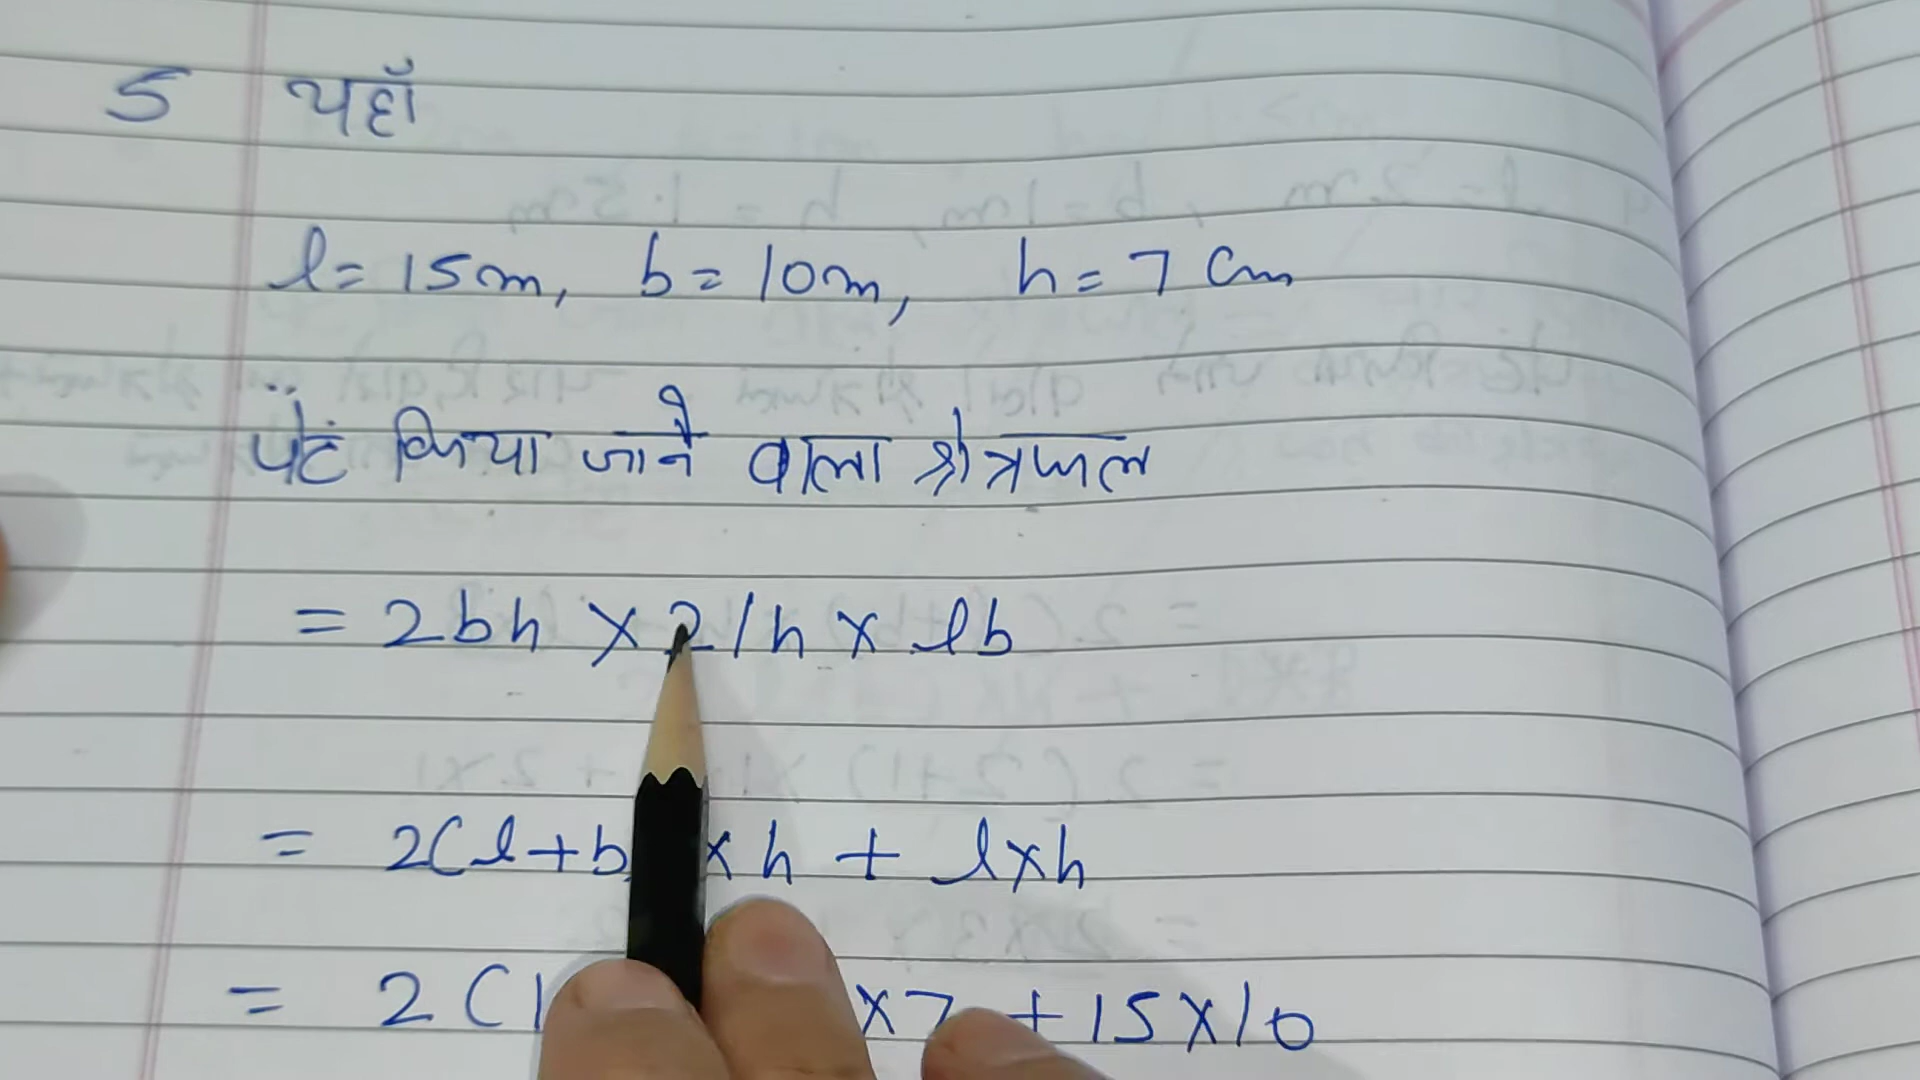 5 यहाँ
l = 15m, b = 10m, h = 7 cm
पेंट किया जाने वाला क्षेत्रफल
= 2bh × 2lh × lb
= 2(l+b × h + l×h
= 2(1 ×7 + 15×10